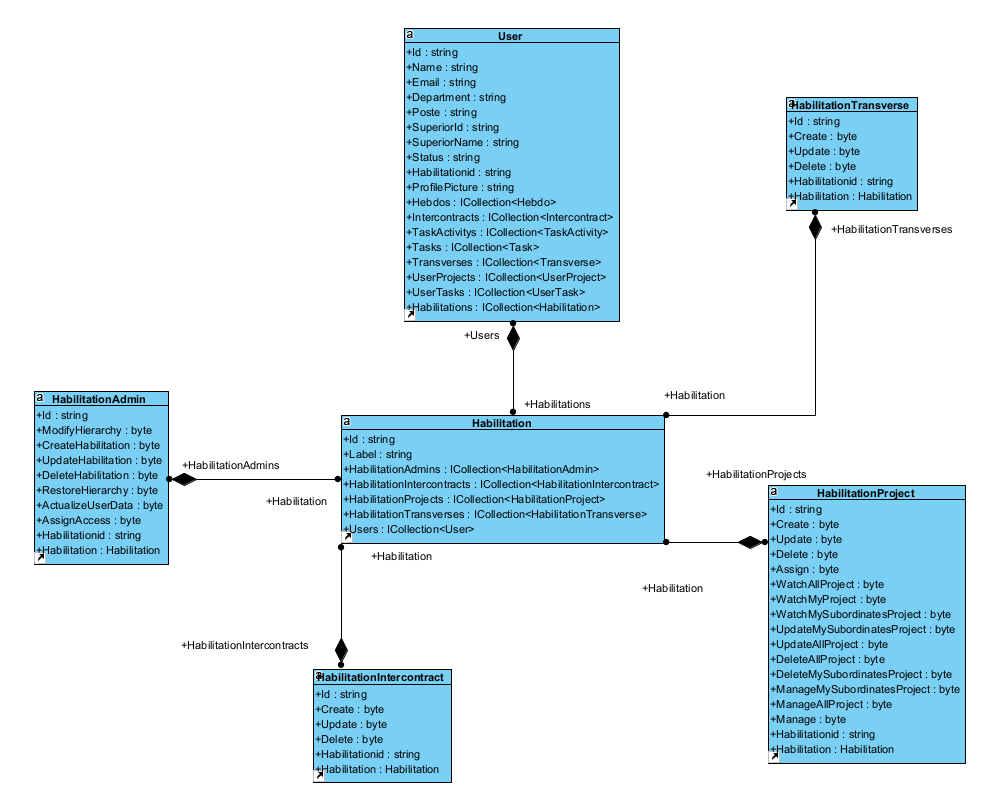 a
User
+Id : string
+Name : string
+Email : string
+Department : string
+Poste : string
+SuperiorId : string
+SuperiorName : string
+Status : string
+Habilitationid : string
+ProfilePicture : string
+Hebdos : ICollection<Hebdo>
+Intercontracts : ICollection<Intercontract>
+TaskActivitys : ICollection<TaskActivity>
+Tasks : ICollection<Task>
+Transverses : ICollection<Transverse>
+UserProjects : ICollection<UserProject>
+UserTasks : ICollection<UserTask>
+Habilitations : ICollection<Habilitation>
a
HabilitationTransverse
+Id : string
+Create : byte
+Update : byte
+Delete : byte
+Habilitationid : string
+Habilitation : Habilitation
+HabilitationTransverses
+Users
+Habilitations
+Habilitation
a
HabilitationAdmin
+Id : string
+ModifyHierarchy : byte
+CreateHabilitation : byte
+UpdateHabilitation : byte
+DeleteHabilitation : byte
+RestoreHierarchy : byte
+ActualizeUserData : byte
+AssignAccess : byte
+Habilitationid : string
+Habilitation : Habilitation
+HabilitationAdmins
+Habilitation
a
Habilitation
+Id : string
+Label : string
+HabilitationAdmins : ICollection<HabilitationAdmin>
+HabilitationIntercontracts : ICollection<HabilitationIntercontract>
+HabilitationProjects : ICollection<HabilitationProject>
+HabilitationTransverses : ICollection<HabilitationTransverse>
+Users : ICollection<User>
+HabilitationProjects
+Habilitation
a
HabilitationProject
+Id : string
+Create : byte
+Update : byte
+Delete : byte
+Assign : byte
+WatchAllProject : byte
+WatchMyProject : byte
+WatchMySubordinatesProject : byte
+UpdateMySubordinatesProject : byte
+UpdateAllProject : byte
+DeleteAllProject : byte
+DeleteMySubordinatesProject : byte
+ManageMySubordinatesProject : byte
+ManageAllProject : byte
+Manage : byte
+Habilitationid : string
+Habilitation : Habilitation
+Habilitation
+HabilitationIntercontracts
a
HabilitationIntercontract
+Id : string
+Create : byte
+Update : byte
+Delete : byte
+Habilitationid : string
+Habilitation : Habilitation